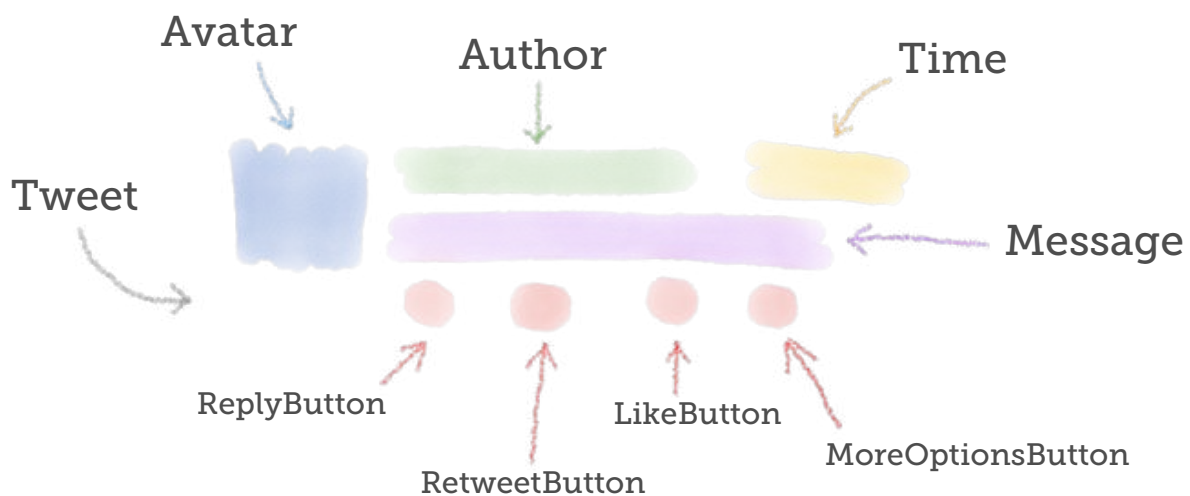 Avatar
Author
Time
Tweet
Message
ReplyButton
LikeButton
MoreOptionsButton
RetweetButton